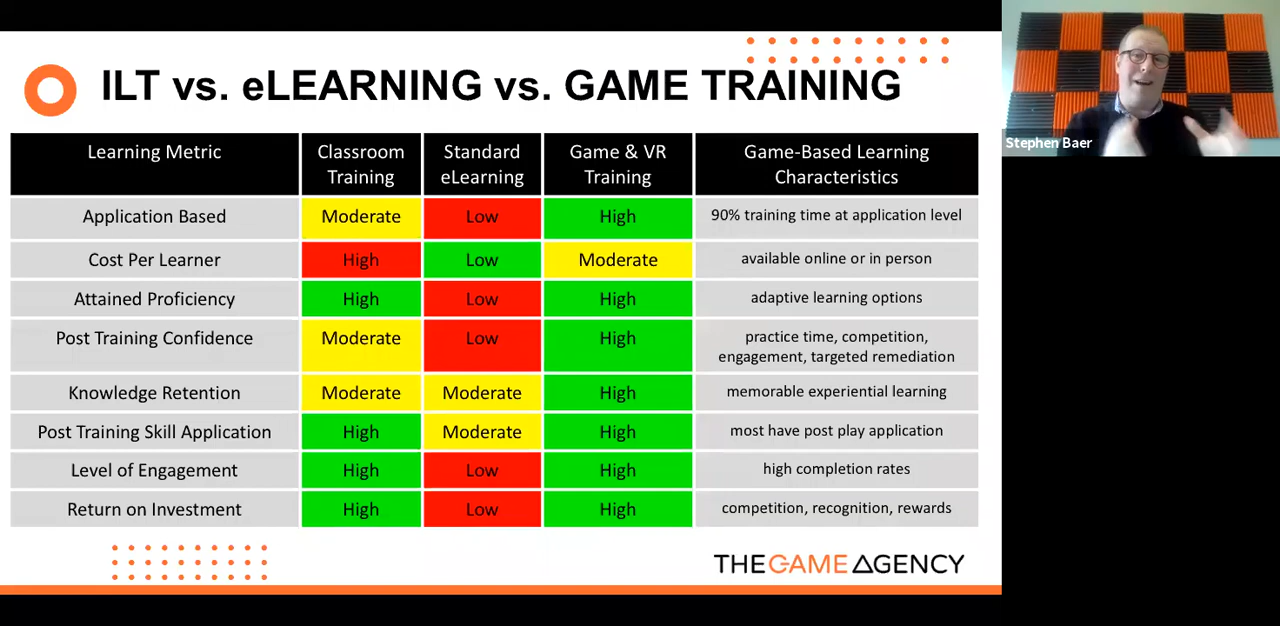 ILT vs. eLEARNING vs. GAME TRAINING
Learning Metric
Classroom
Training
Standard
eLearning
Game & VR
Training
Game-Based Learning
Characteristics
Application Based
Moderate
Low
High
90% training time at application level
Cost Per Learner
High
Low
Moderate
available online or in person
Attained Proficiency
High
Low
High
adaptive learning options
Post Training Confidence
Moderate
Low
High
practice time, competition,
engagement, targeted remediation
Knowledge Retention
Moderate
Moderate
High
memorable experiential learning
Post Training Skill Application
High
Moderate
High
most have post play application
Level of Engagement
High
Low
High
high completion rates
Return on Investment
High
Low
High
competition, recognition, rewards
THEGAMEAGENCY
Stephen Baer